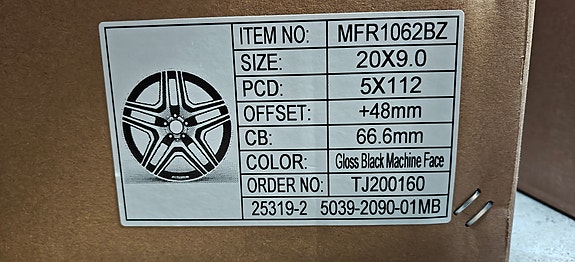 ITEM NO: MFR1062BZ
SIZE: 20X9.0
PCD: 5X112
OFFSET: +48mm
CB: 66.6mm
COLOR: Gloss Black Machine Face
ORDER NO: TJ200160
25319-2 5039-2090-01MB